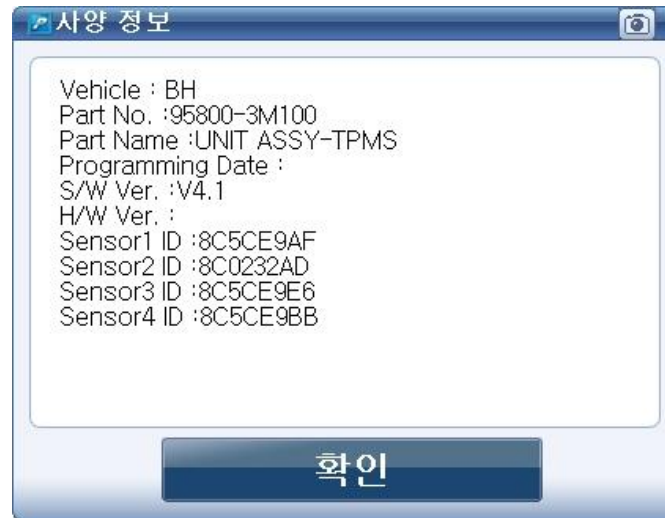 사양 정보
Vehicle : BH
Part No. :95800-3M100
Part Name :UNIT ASSY-TPMS
Programming Date :
S/W Ver. :V4.1
H/W Ver. :
Sensor1 ID :8C5CE9AF
Sensor2 ID :8C0232AD
Sensor3 ID :8C5CE9E6
Sensor4 ID :8C5CE9BB
확인